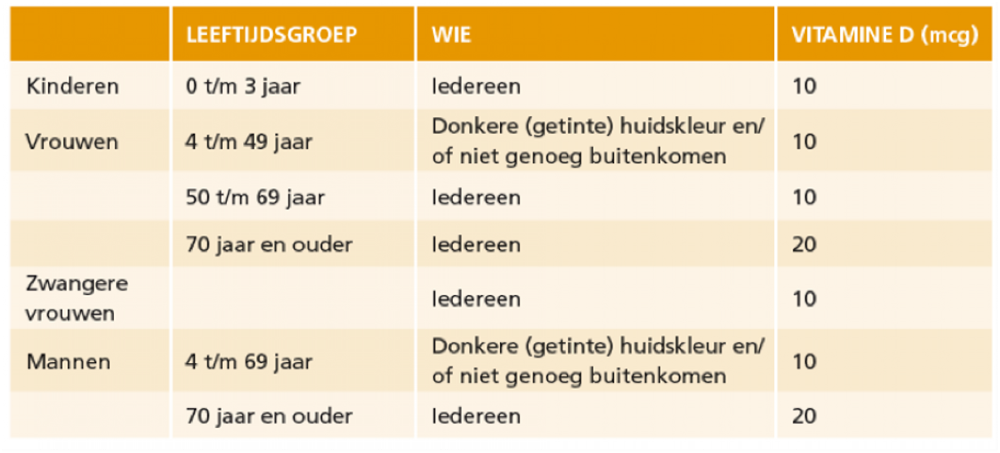 LEEFTIJDSGROEP WIE VITAMINE D (mcg)
Kinderen 0 t/m 3 jaar Iedereen 10
Vrouwen 4 t/m 49 jaar Donkere (getinte) huidskleur en/
of niet genoeg buitenkomen 10
50 t/m 69 jaar Iedereen 10
70 jaar en ouder Iedereen 20
Zwangere
vrouwen Iedereen 10
Mannen 4 t/m 69 jaar Donkere (getinte) huidskleur en/
of niet genoeg buitenkomen 10
70 jaar en ouder Iedereen 20